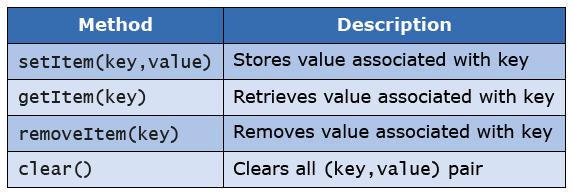 Method Description
setItem(key,value) Stores value associated with key
getItem(key) Retrieves value associated with key
removeItem(key) Removes value associated with key
clear() Clears all (key,value) pair